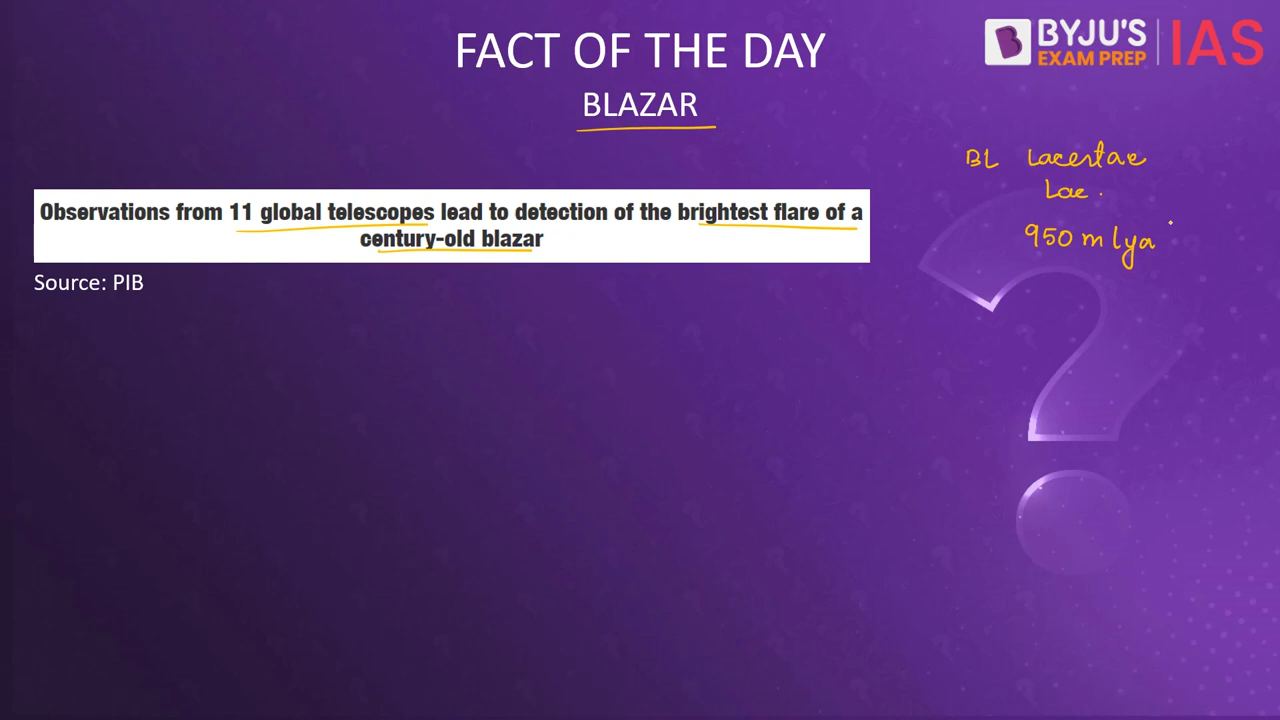 FACT OF THE DAY
BYJU'S
EXAM PREP
IAS
BLAZAR
BL Lacertae
Lac.
950 m lya
Observations from 11 global telescopes lead to detection of the brightest flare of a
century-old blazar
Source: PIB